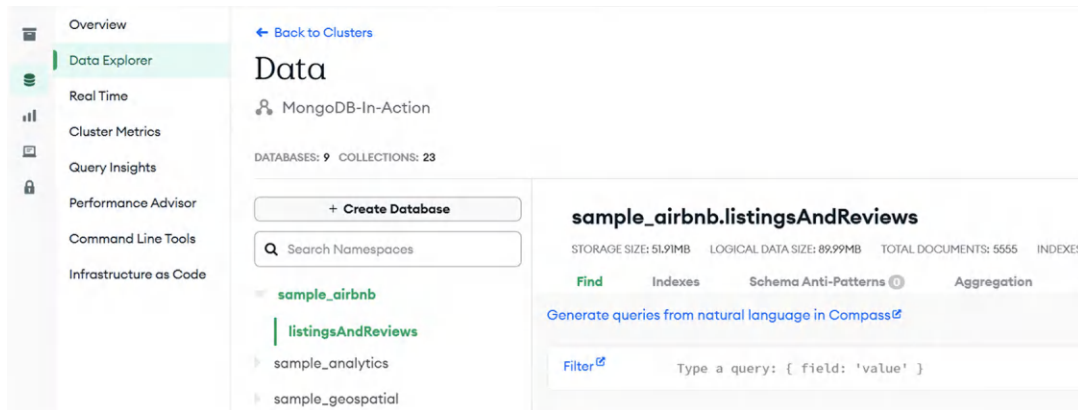 Overview
Data Explorer
Real Time
Cluster Metrics
Query Insights
Performance Advisor
Command Line Tools
Infrastructure as Code
← Back to Clusters
Data
MongoDB-In-Action
DATABASES: 9 COLLECTIONS: 23
+ Create Database
Search Namespaces
sample_airbnb
listingsAndReviews
sample_analytics
sample_geospatial
sample_airbnb.listingsAndReviews
STORAGE SIZE: 51.91MB LOGICAL DATA SIZE: 89.99MB TOTAL DOCUMENTS: 5555 INDEXES
Find Indexes Schema Anti-Patterns 0 Aggregation
Generate queries from natural language in Compass
Filter Type a query: { field: 'value' }